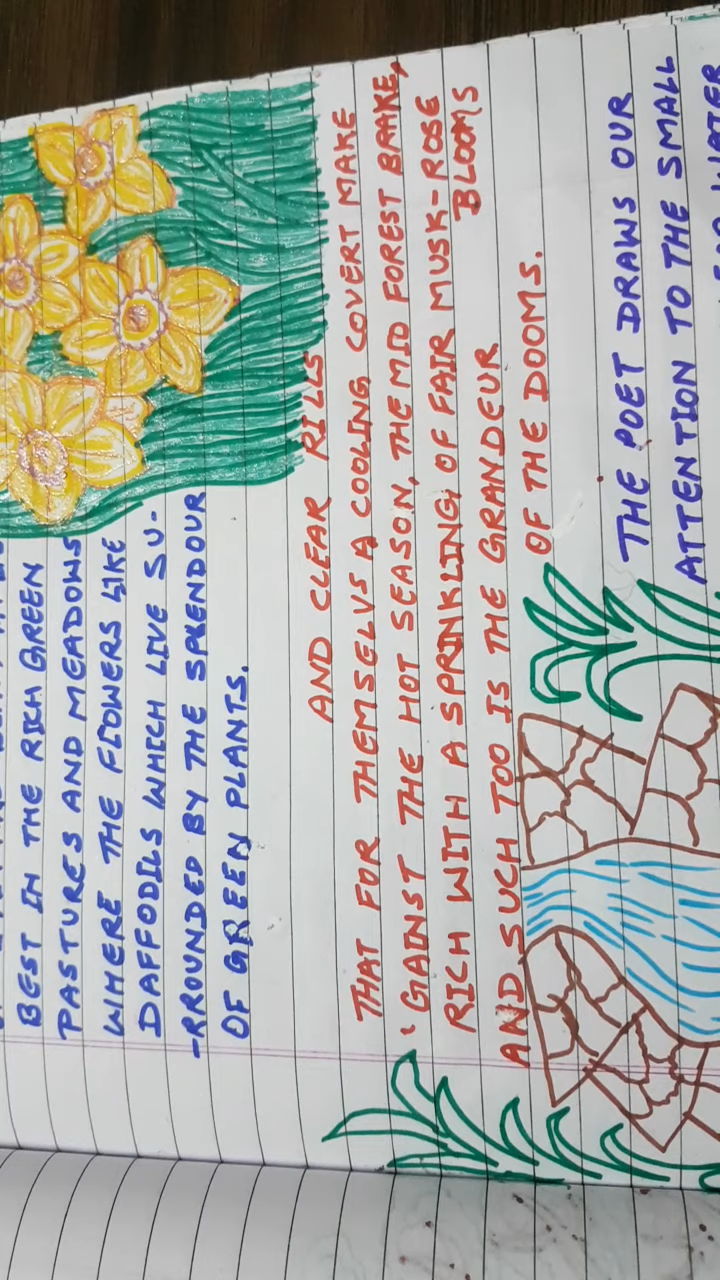 BEST IN THE RICH GREEN
PASTURES AND MEADOWS
WHERE THE FLOWERS LIKE
DAFFODILS WHICH LIVE SU-
-RROUNDED BY THE SPLENDOUR
OF GREEN PLANTS.
AND CLEAR RILLS
THAT FOR THEMSELVS A COOLING COVERT MAKE
'GAINST THE HOT SEASON, THE MID FOREST BRAKE,
RICH WITH A SPRINKLING OF FAIR MUSK-ROSE
BLOOMS
AND SUCH TOO IS THE GRANDEUR
OF THE DOOMS.
THE POET DRAWS OUR
ATTENTION TO THE SMALL
WATER